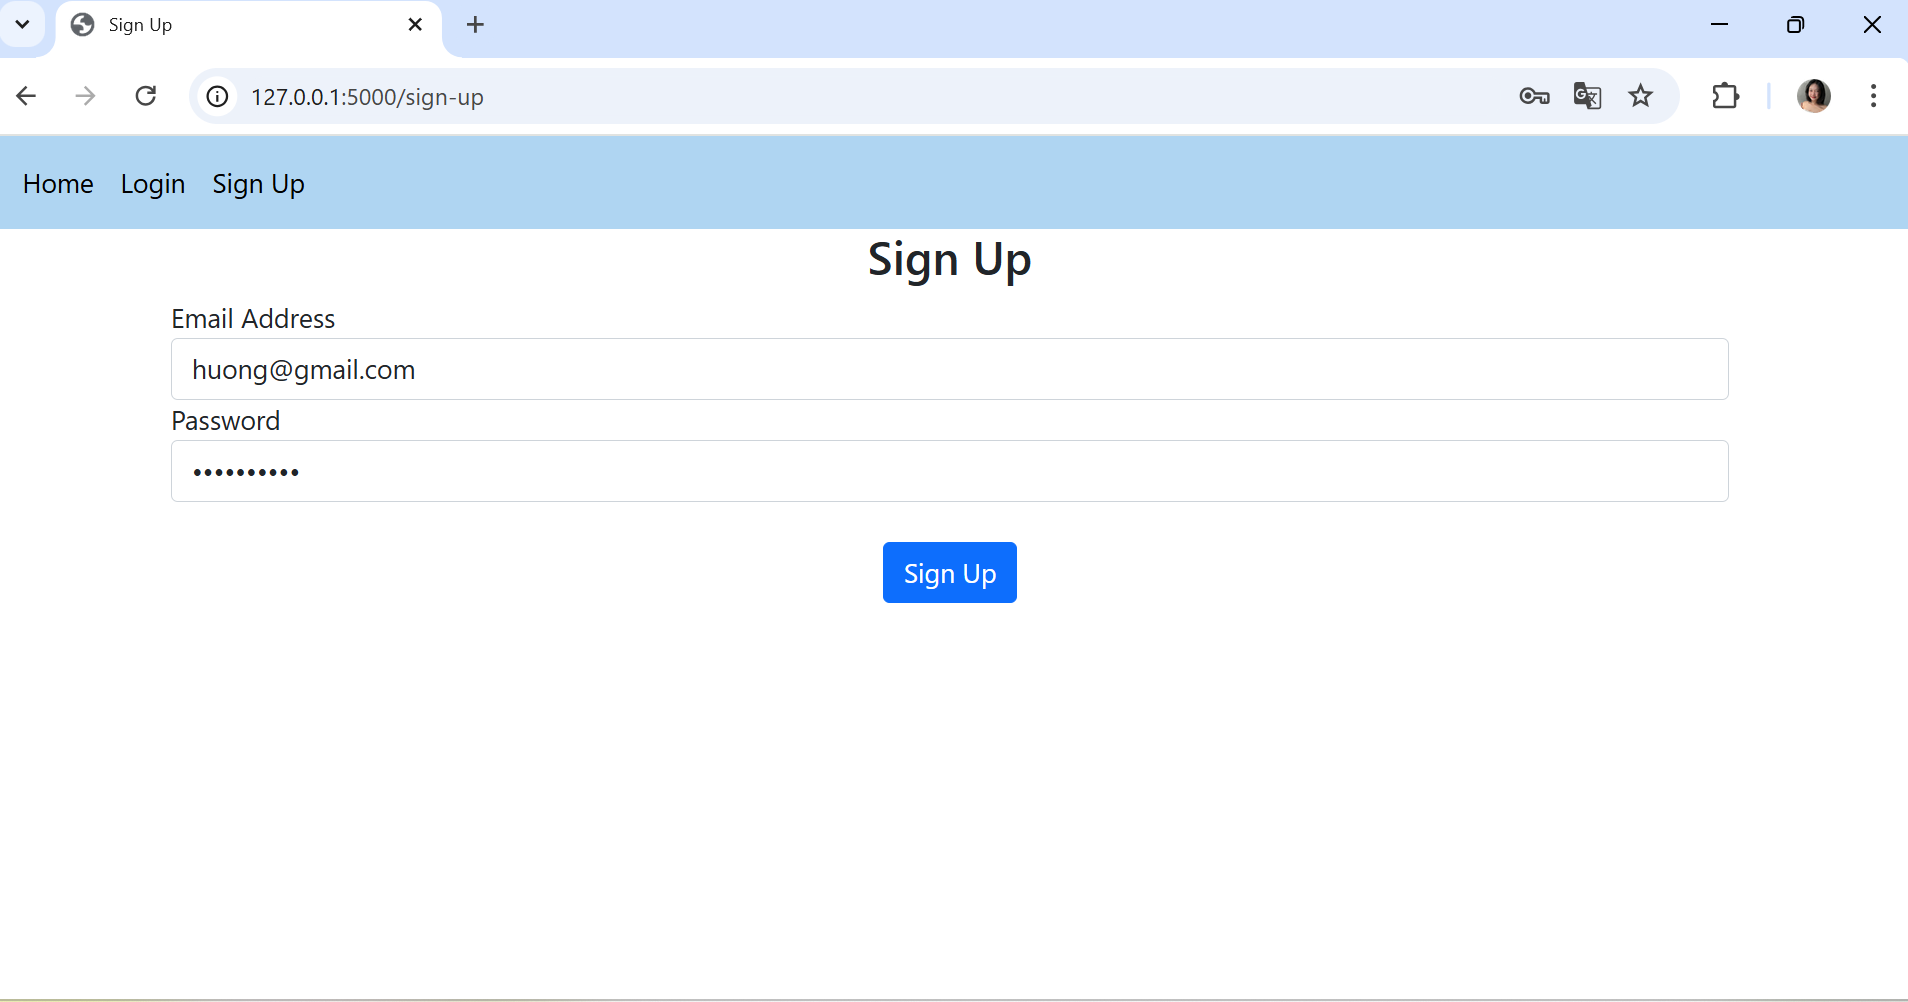 Sign Up
127.0.0.1:5000/sign-up
Home Login Sign Up
Sign Up
Email Address
huong@gmail.com
Password
••••••••••
Sign Up